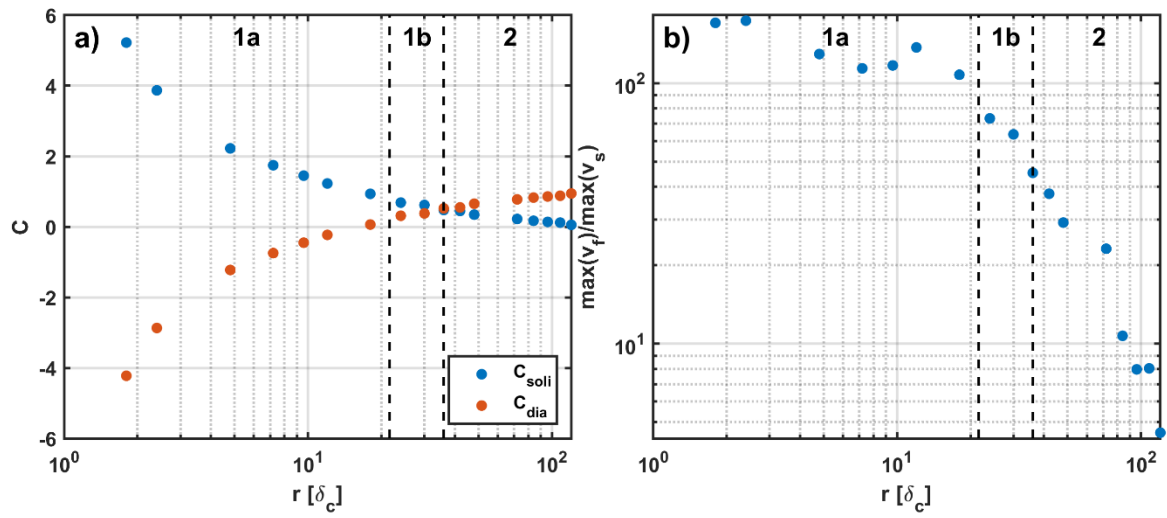 a) 1a 1b 2
6
4
2
0
-2
-4
-6
C
C_soli
C_dia
10^0 10^1 10^2
r [δ_c]
b) 1a 1b 2
10^2
10^1
max(v_f)/max(v_s)
10^0 10^1 10^2
r [δ_c]